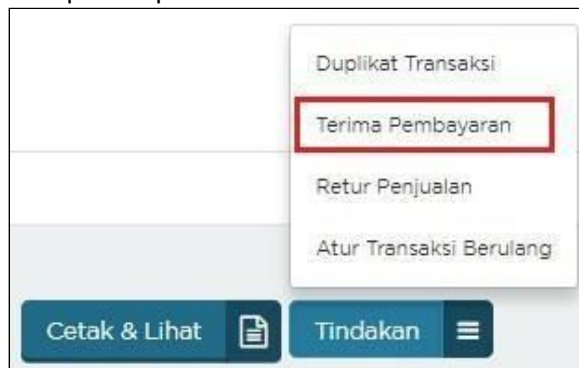 Duplikat Transaksi
Terima Pembayaran
Retur Penjualan
Atur Transaksi Berulang
Cetak & Lihat
Tindakan